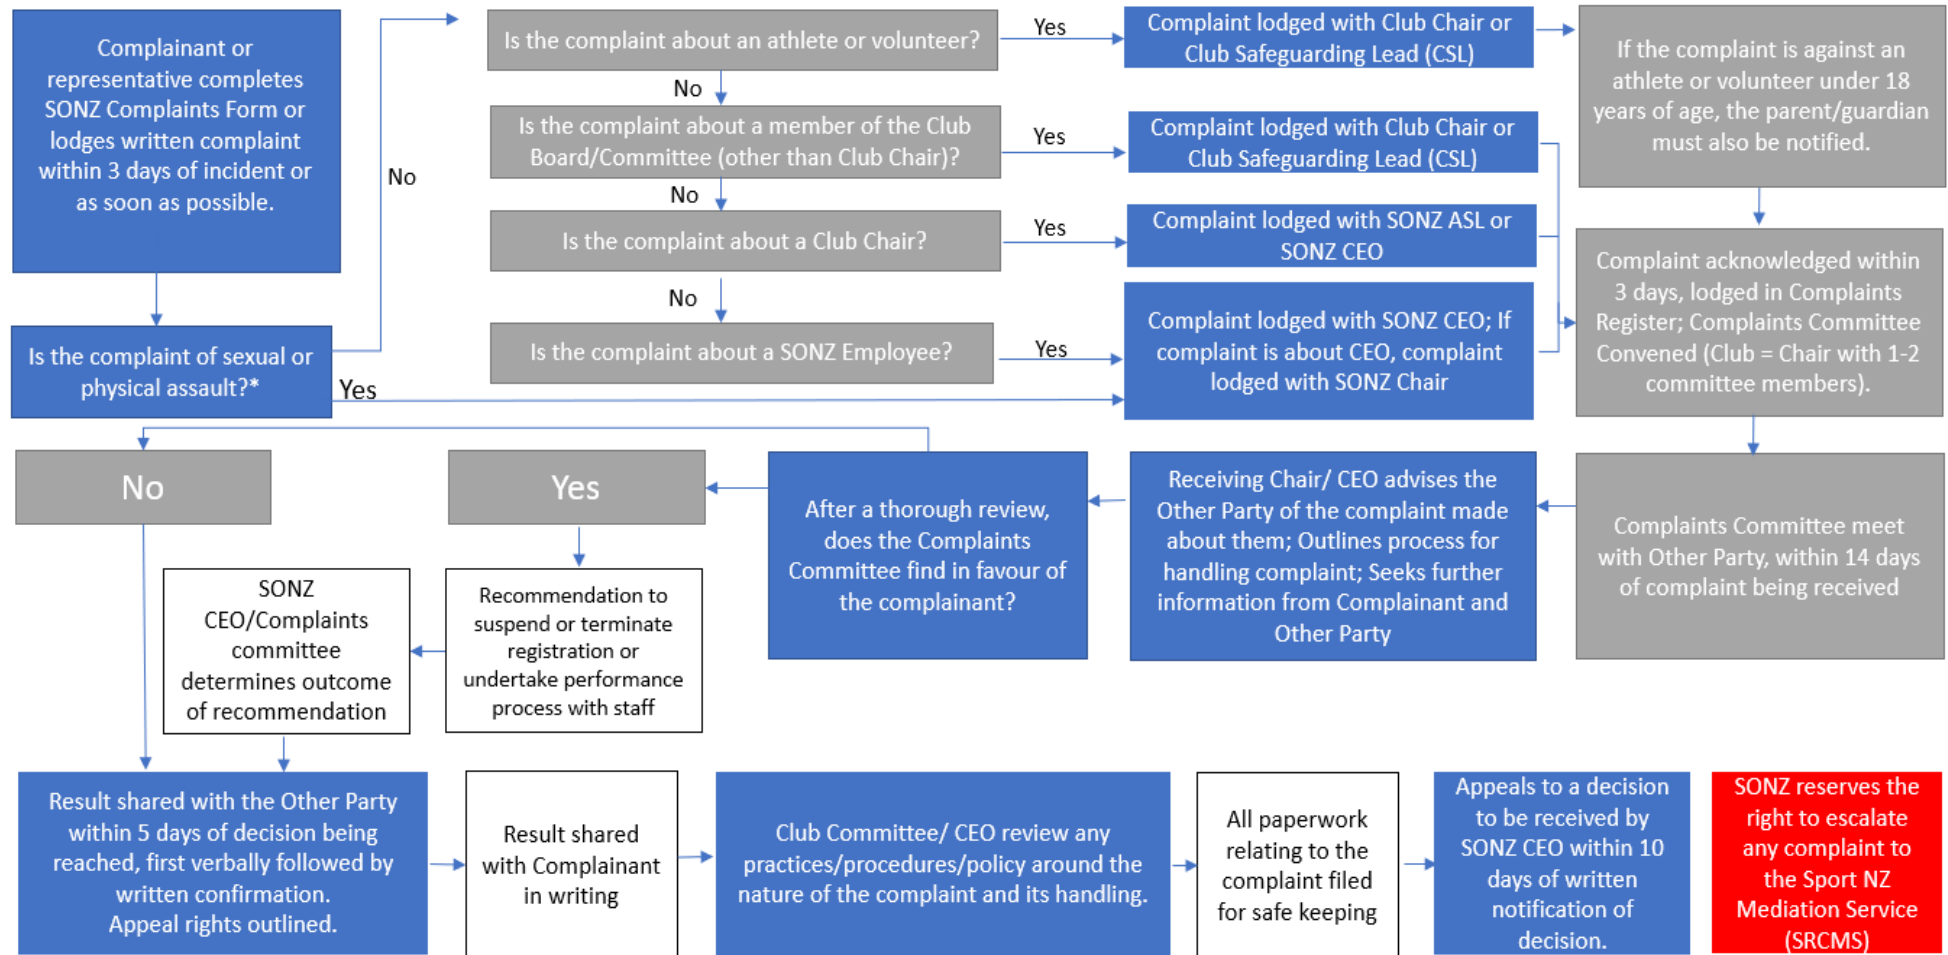 Complainant or
representative completes
SONZ Complaints Form or
lodges written complaint
within 3 days of incident or
as soon as possible.
Is the complaint of sexual or
physical assault?*
No
Yes
Is the complaint about an athlete or volunteer?
Yes
Complaint lodged with Club Chair or
Club Safeguarding Lead (CSL)
If the complaint is against an
athlete or volunteer under 18
years of age, the parent/guardian
must also be notified.
No
Is the complaint about a member of the Club
Board/Committee (other than Club Chair)?
Yes
Complaint lodged with Club Chair or
Club Safeguarding Lead (CSL)
No
Is the complaint about a Club Chair?
Yes
Complaint lodged with SONZ ASL or
SONZ CEO
No
Is the complaint about a SONZ Employee?
Yes
Complaint lodged with SONZ CEO; If
complaint is about CEO, complaint
lodged with SONZ Chair
Complaint acknowledged within
3 days, lodged in Complaints
Register; Complaints Committee
Convened (Club = Chair with 1-2
committee members).
Complaints Committee meet
with Other Party, within 14 days
of complaint being received
Receiving Chair/ CEO advises the
Other Party of the complaint made
about them; Outlines process for
handling complaint; Seeks further
information from Complainant and
Other Party
After a thorough review,
does the Complaints
Committee find in favour of
the complainant?
Yes
No
Recommendation to
suspend or terminate
registration or
undertake performance
process with staff
SONZ
CEO/Complaints
committee
determines outcome
of recommendation
Result shared with the Other Party
within 5 days of decision being
reached, first verbally followed by
written confirmation.
Appeal rights outlined.
Result shared
with Complainant
in writing
Club Committee/ CEO review any
practices/procedures/policy around the
nature of the complaint and its handling.
All paperwork
relating to the
complaint filed
for safe keeping
Appeals to a decision
to be received by
SONZ CEO within 10
days of written
notification of
decision.
SONZ reserves the
right to escalate
any complaint to
the Sport NZ
Mediation Service
(SRCMS)